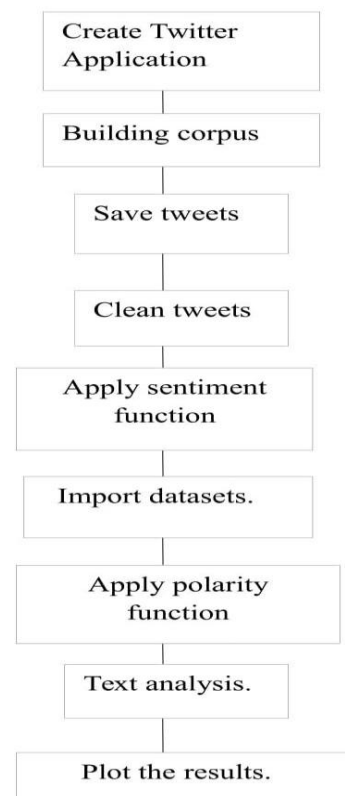 Create Twitter
Application
Building corpus
Save tweets
Clean tweets
Apply sentiment
function
Import datasets.
Apply polarity
function
Text analysis.
Plot the results.